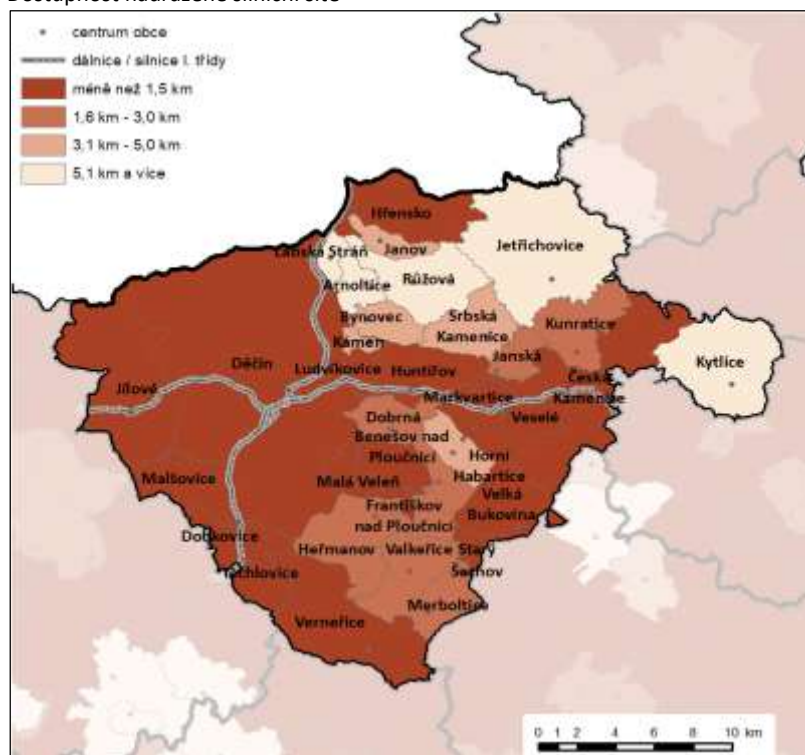 centrum obce
dálnice / silnice I. třídy
méně než 1,5 km
1,6 km - 3,0 km
3,1 km - 5,0 km
5,1 km a více
Hřensko
Janov
Labská Stráň
Jetřichovice
Růžová
Arnoltice
Bynovec
Srbská
Kamenice
Kunratice
Kámen
Janská
Kytlice
Děčín
Ludvíkovice
Huntířov
Česká
Kamenice
Jílové
Markvartice
Veselé
Dobrná
Benešov nad
Ploučnicí
Horní
Habartice
Malšovice
Malá Veleň
Velká
Bukovina
Františkov
nad Ploučnicí
Dobkovice
Heřmanov
Valkeřice
Starý
Šachov
Těchlovice
Merboltice
Verneřice
0 1 2 4 6 8 10 km